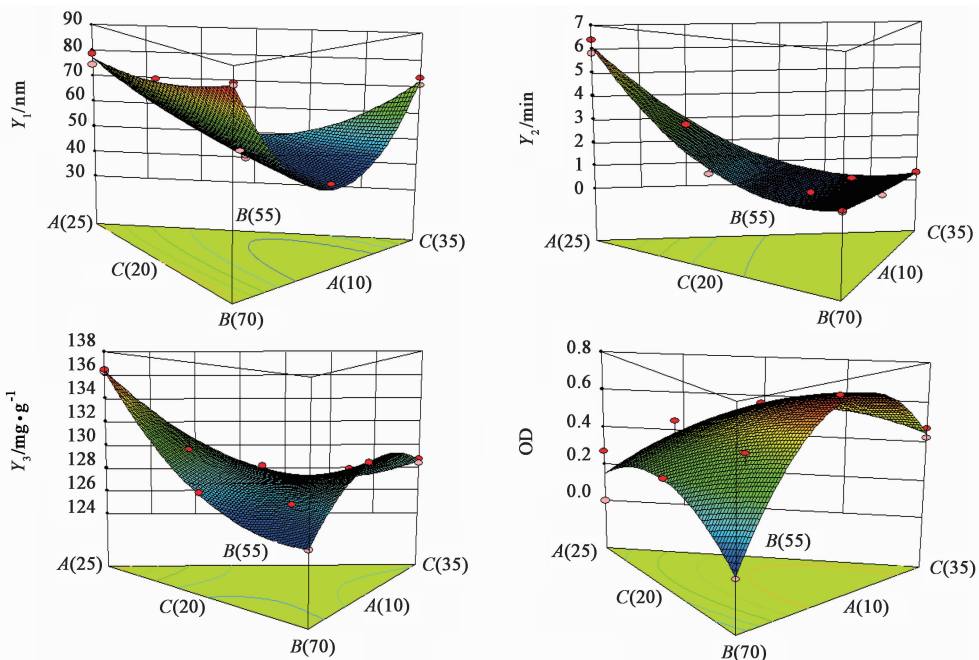 90
80
70
60
50
40
30
Y₁/nm
A(25)
B(55)
C(35)
C(20)
A(10)
B(70)
7
6
5
4
3
2
1
0
Y₂/min
A(25)
B(55)
C(35)
C(20)
A(10)
B(70)
138
136
134
132
130
128
126
124
Y₃/mg•g⁻¹
A(25)
B(55)
C(35)
C(20)
A(10)
B(70)
0.8
0.6
0.4
0.2
0.0
OD
A(25)
B(55)
C(35)
C(20)
A(10)
B(70)